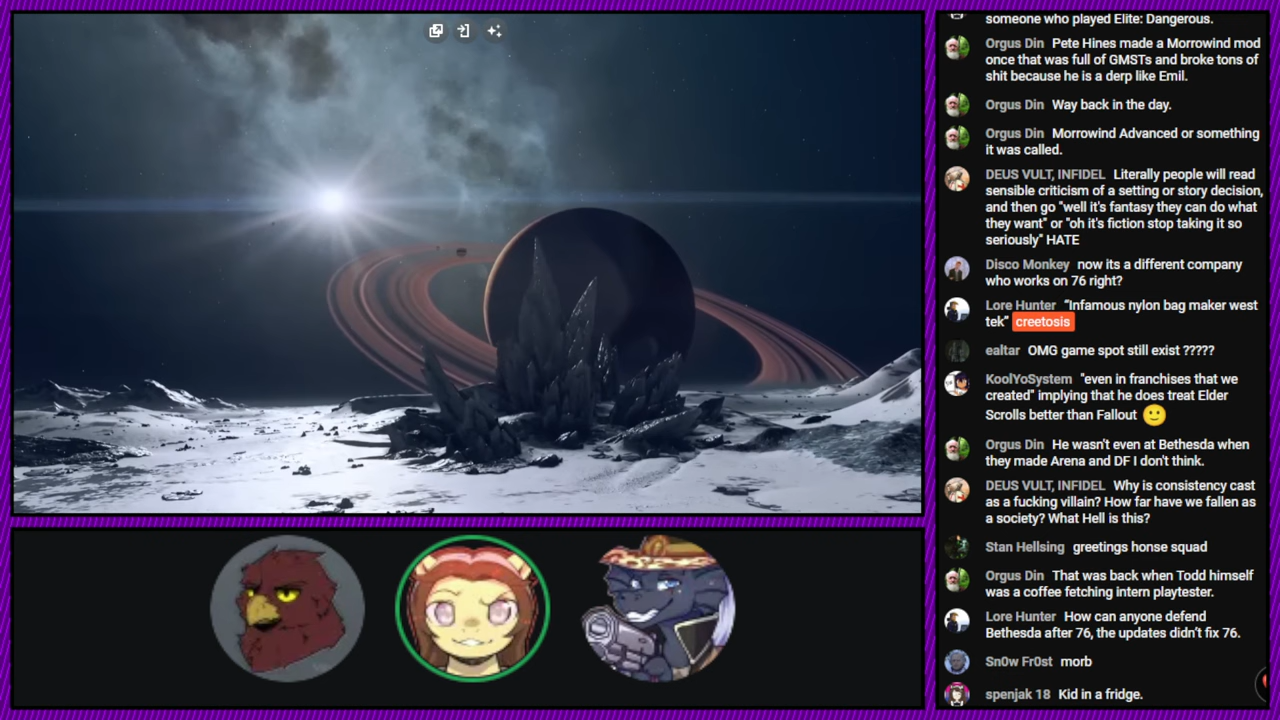 someone who played Elite: Dangerous.
Orgus Din Pete Hines made a Morrowind mod
once that was full of GMSTs and broke tons of
shit because he is a derp like Emil.
Orgus Din Way back in the day.
Orgus Din Morrowind Advanced or something
it was called.
DEUS VULT, INFIDEL Literally people will read
sensible criticism of a setting or story decision,
and then go "well it's fantasy they can do what
they want" or "oh it's fiction stop taking it so
seriously" HATE
Disco Monkey now its a different company
who works on 76 right?
Lore Hunter “Infamous nylon bag maker west
tek” creetosis
ealtar OMG game spot still exist ?????
KoolYoSystem "even in franchises that we
created" implying that he does treat Elder
Scrolls better than Fallout
Orgus Din He wasn't even at Bethesda when
they made Arena and DF I don't think.
DEUS VULT, INFIDEL Why is consistency cast
as a fucking villain? How far have we fallen as
a society? What Hell is this?
Stan Hellsing greetings honse squad
Orgus Din That was back when Todd himself
was a coffee fetching intern playtester.
Lore Hunter How can anyone defend
Bethesda after 76, the updates didn’t fix 76.
Sn0w Fr0st morb
spenjak 18 Kid in a fridge.